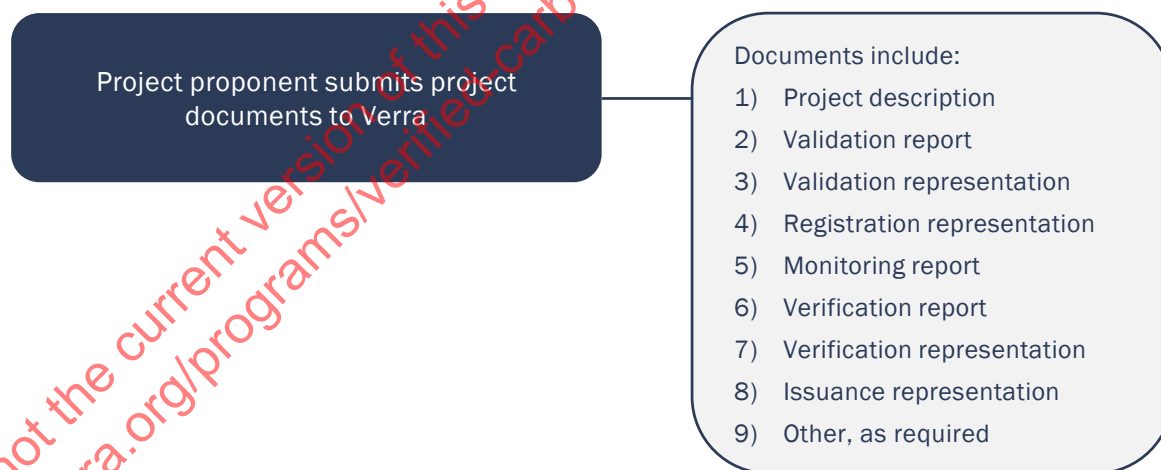 Project proponent submits project
documents to Verra
Documents include:
1) Project description
2) Validation report
3) Validation representation
4) Registration representation
5) Monitoring report
6) Verification report
7) Verification representation
8) Issuance representation
9) Other, as required
not the current version of this
verra.org/programs/verified-carb